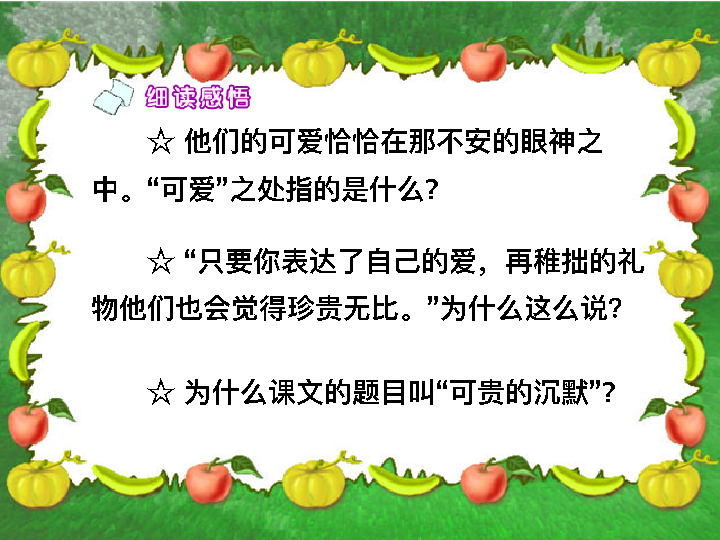 细读感悟
☆ 他们的可爱恰恰在那不安的眼神之
中。“可爱”之处指的是什么?
☆ “只要你表达了自己的爱，再稚拙的礼
物他们也会觉得珍贵无比。”为什么这么说?
☆ 为什么课文的题目叫“可贵的沉默”?